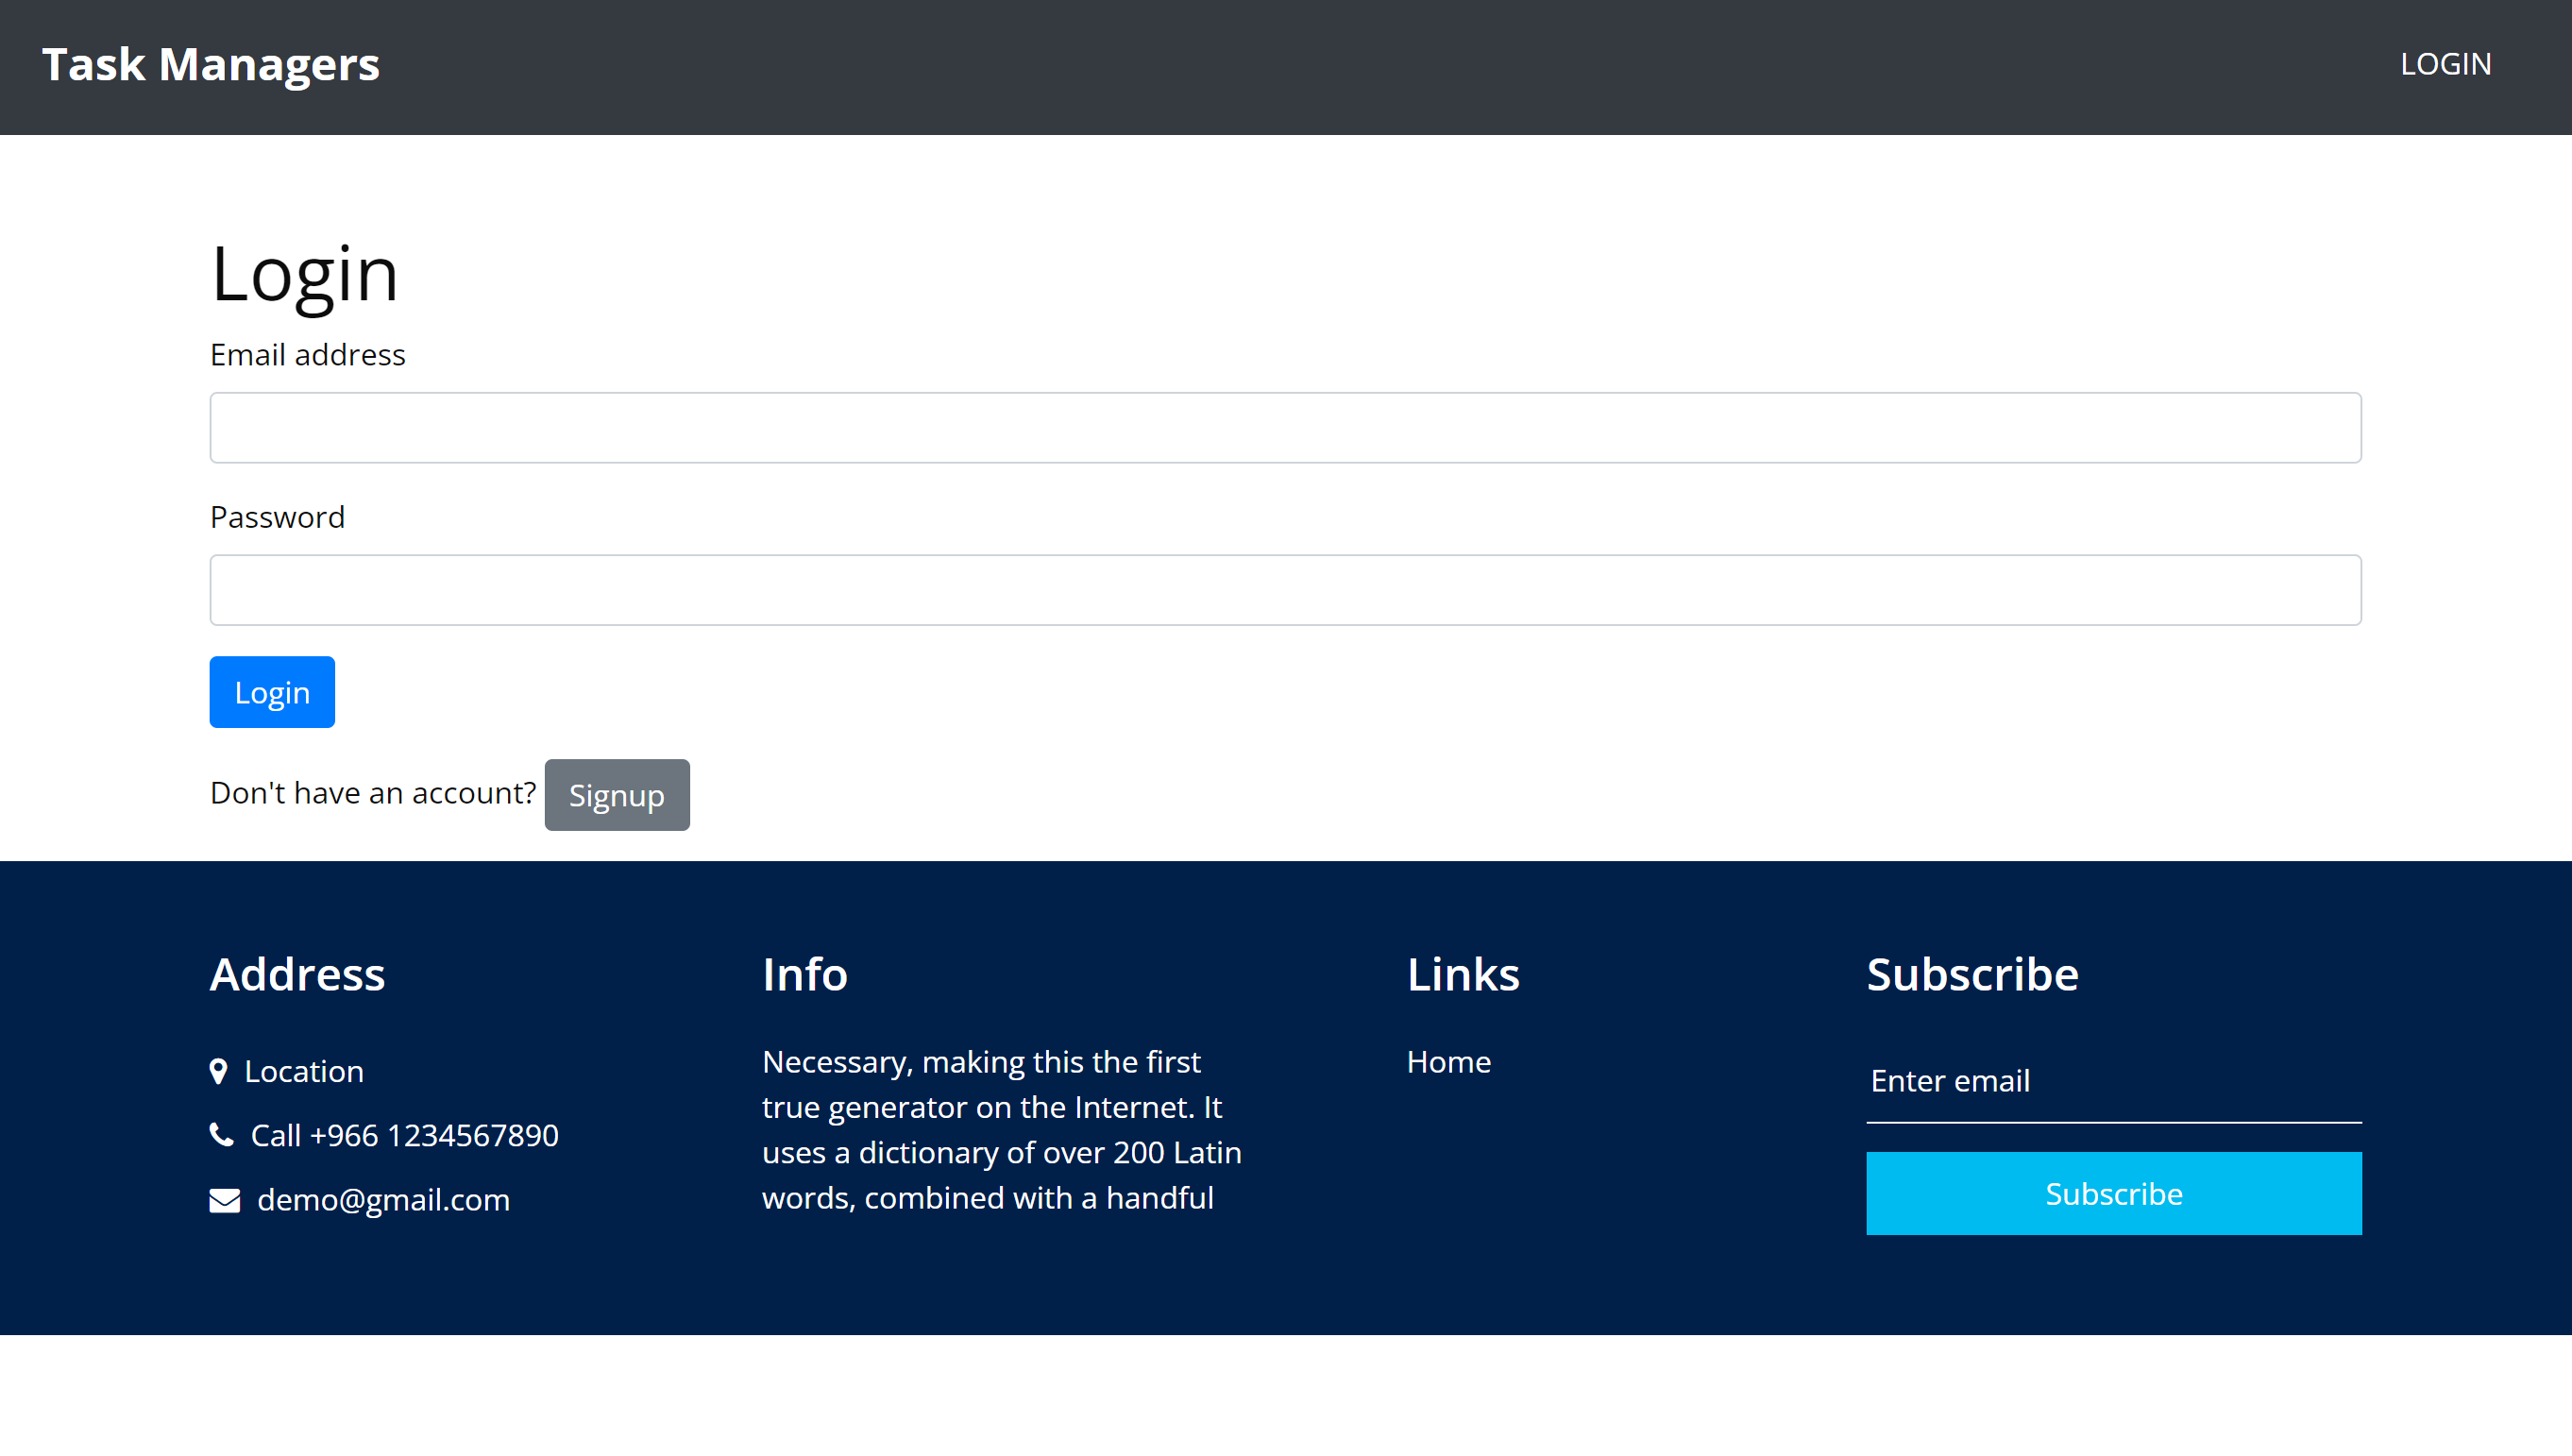 Task Managers
LOGIN
Login
Email address
Password
Login
Don't have an account? Signup
Address
Location
Call +966 1234567890
demo@gmail.com
Info
Necessary, making this the first
true generator on the Internet. It
uses a dictionary of over 200 Latin
words, combined with a handful
Links
Home
Subscribe
Enter email
Subscribe